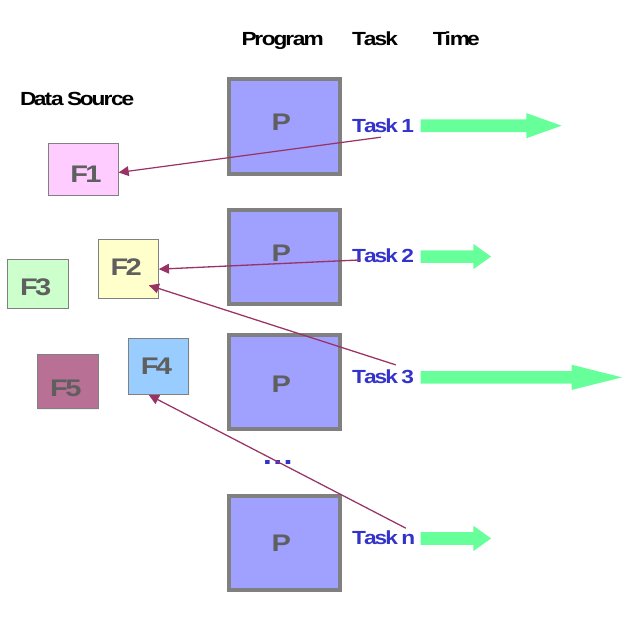 Program Task Time
Data Source
P
Task 1
F1
P
Task 2
F2
F3
F4
F5
P
Task 3
...
P
Task n